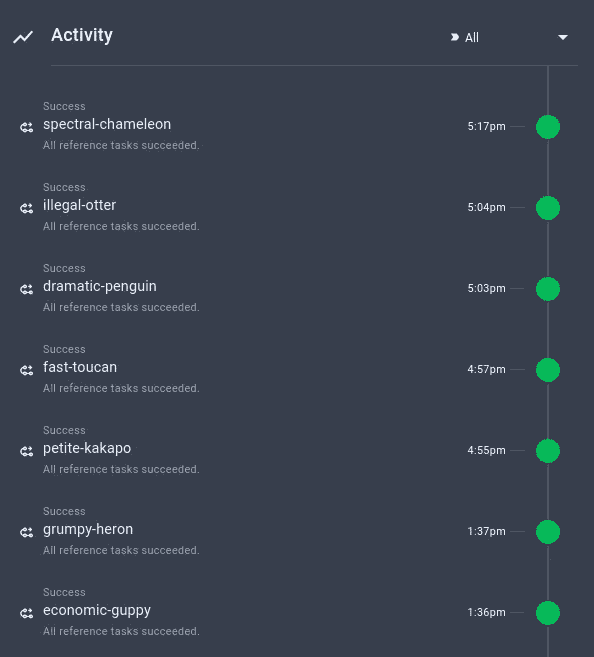 Activity
All
Success
spectral-chameleon
5:17pm
All reference tasks succeeded.
Success
illegal-otter
5:04pm
All reference tasks succeeded.
Success
dramatic-penguin
5:03pm
All reference tasks succeeded.
Success
fast-toucan
4:57pm
All reference tasks succeeded.
Success
petite-kakapo
4:55pm
All reference tasks succeeded.
Success
grumpy-heron
1:37pm
All reference tasks succeeded.
Success
economic-guppy
1:36pm
All reference tasks succeeded.